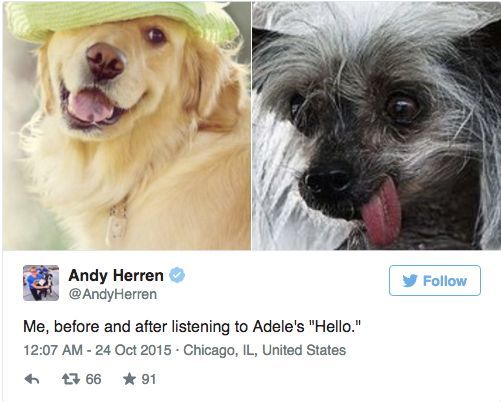 Andy Herren
@AndyHerren
Follow
Me, before and after listening to Adele's "Hello."
12:07 AM - 24 Oct 2015 · Chicago, IL, United States
66 91